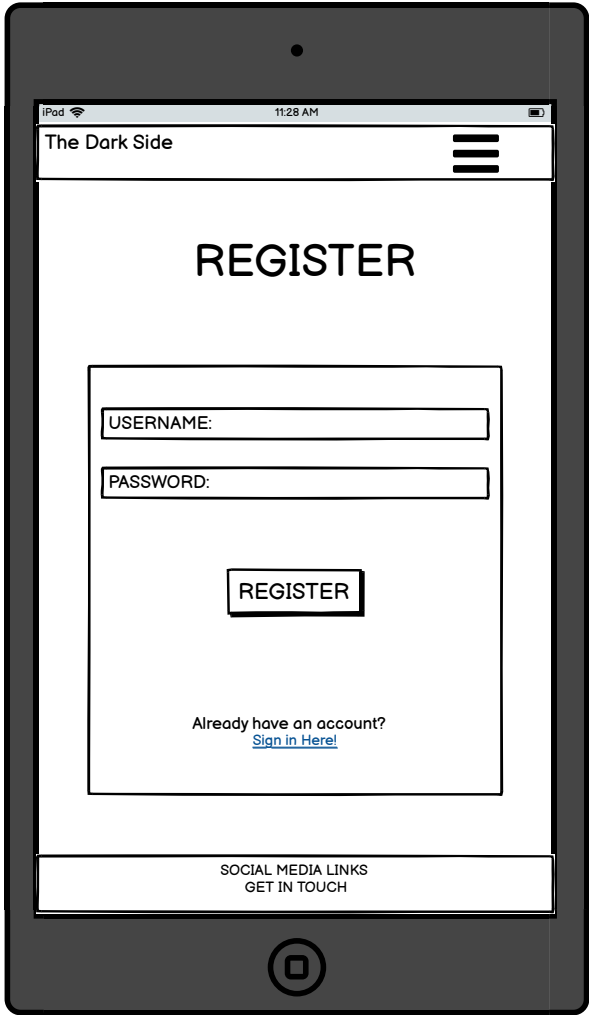 iPad 11:28 AM
The Dark Side
REGISTER
USERNAME:
PASSWORD:
REGISTER
Already have an account?
Sign in Here!
SOCIAL MEDIA LINKS
GET IN TOUCH